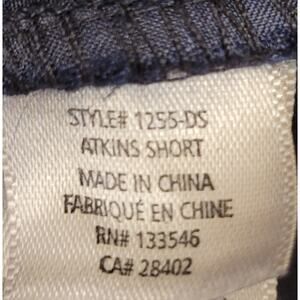 STYLE# 1255-DS
ATKINS SHORT
MADE IN CHINA
FABRIQUÉ EN CHINE
RN# 133546
CA# 28402